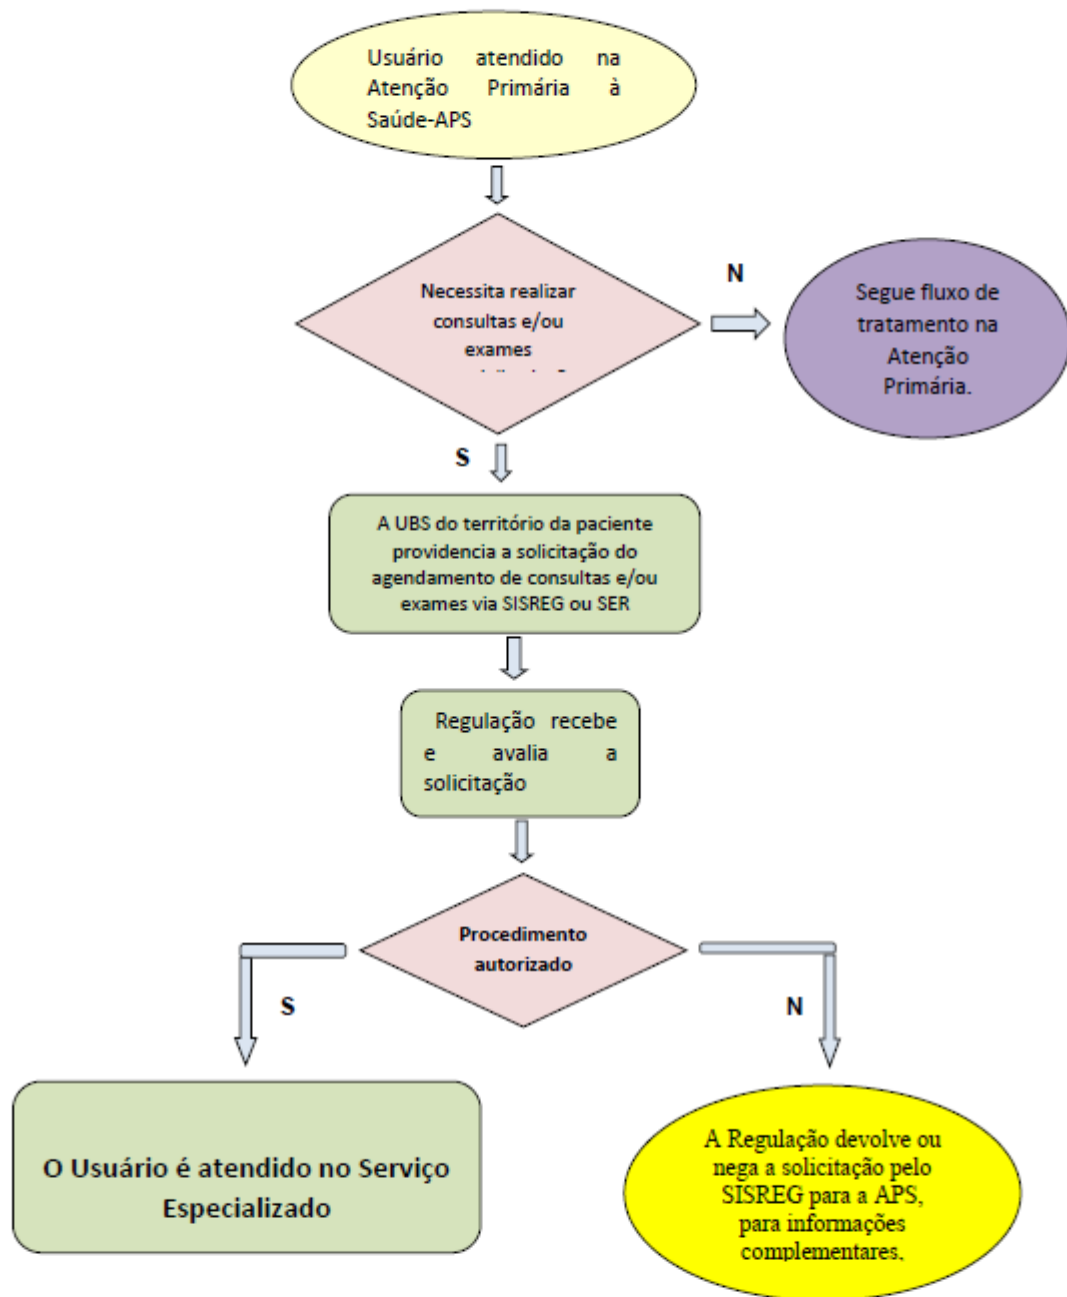 Usuário atendido na
Atenção Primária à
Saúde-APS
Necessita realizar
consultas e/ou
exames
N
Segue fluxo de
tratamento na
Atenção
Primária.
S
A UBS do território da paciente
providencia a solicitação do
agendamento de consultas e/ou
exames via SISREG ou SER
Regulação recebe
e avalia a
solicitação
Procedimento
autorizado
S
N
O Usuário é atendido no Serviço
Especializado
A Regulação devolve ou
nega a solicitação pelo
SISREG para a APS,
para informações
complementares.